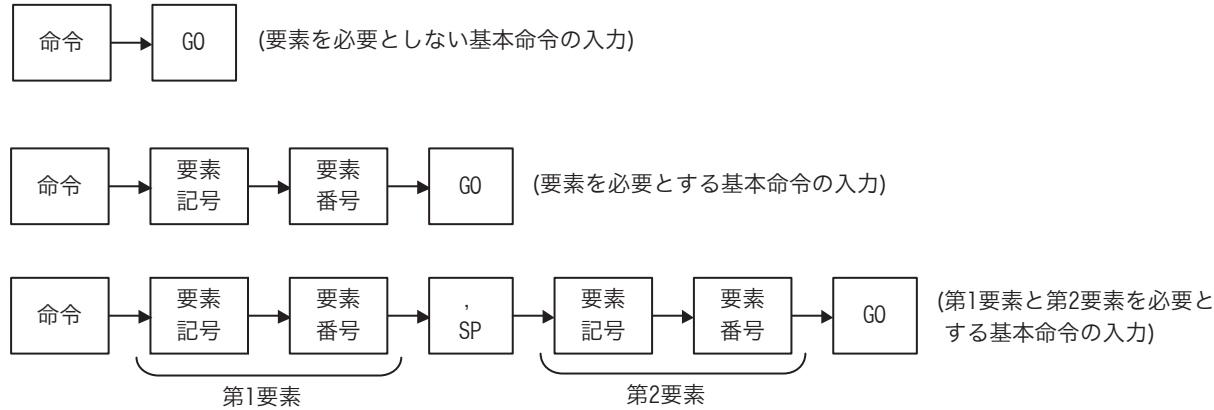 命令 GO (要素を必要としない基本命令の入力)
命令 要素 要素 GO (要素を必要とする基本命令の入力)
記号 番号
命令 要素 要素 , 要素 要素 GO (第1要素と第2要素を必要と
記号 番号 SP 記号 番号 する基本命令の入力)
第1要素 第2要素